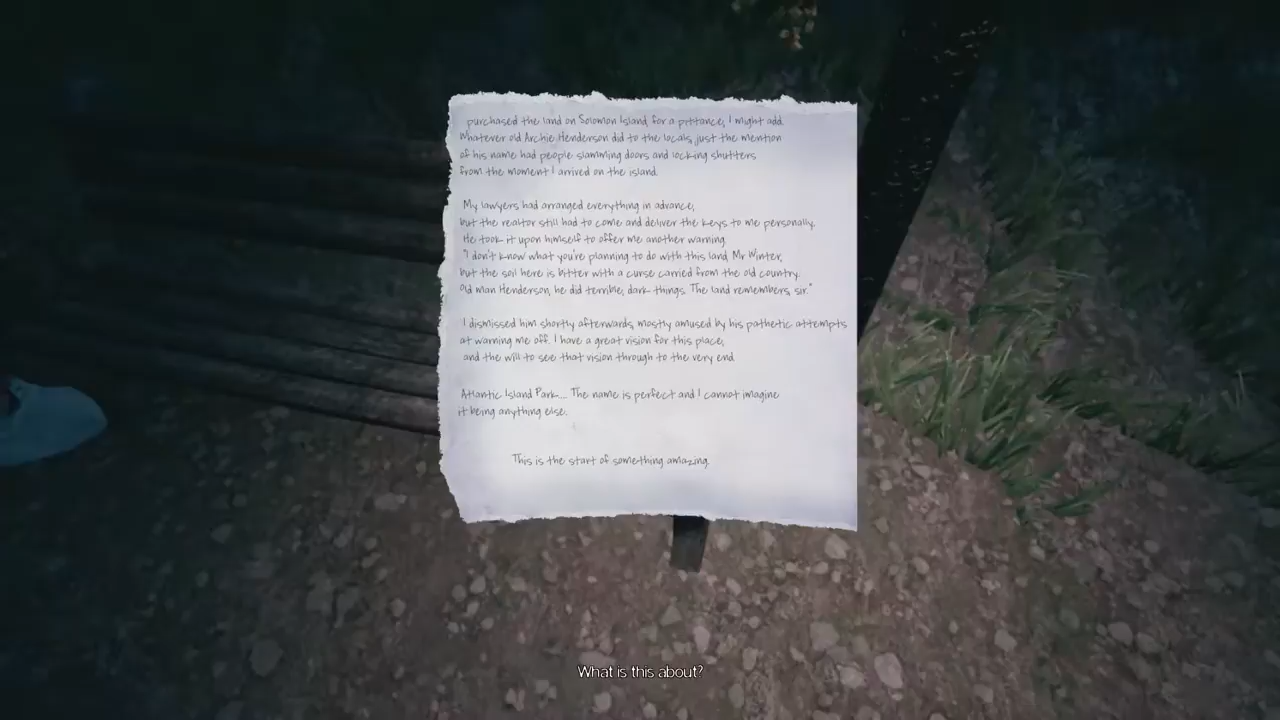 purchased the land on Solomon Island, for a pittance, I might add.
Whatever old Archie Henderson did to the locals, just the mention
of his name had people slamming doors and locking shutters
from the moment I arrived on the island.
My lawyers had arranged everything in advance,
but the realtor still had to come and deliver the keys to me personally.
He took it upon himself to offer me another warning.
"I don't know what you're planning to do with this land, Mr Winter,
but the soil here is bitter with a curse carried from the old country.
Old man Henderson, he did terrible, dark things. The land remembers, sir."
I dismissed him shortly afterwards, mostly amused by his pathetic attempts
at warning me off. I have a great vision for this place,
and the will to see that vision through to the very end.
Atlantic Island Park.... The name is perfect and I cannot imagine
it being anything else.
This is the start of something amazing.
What is this about?